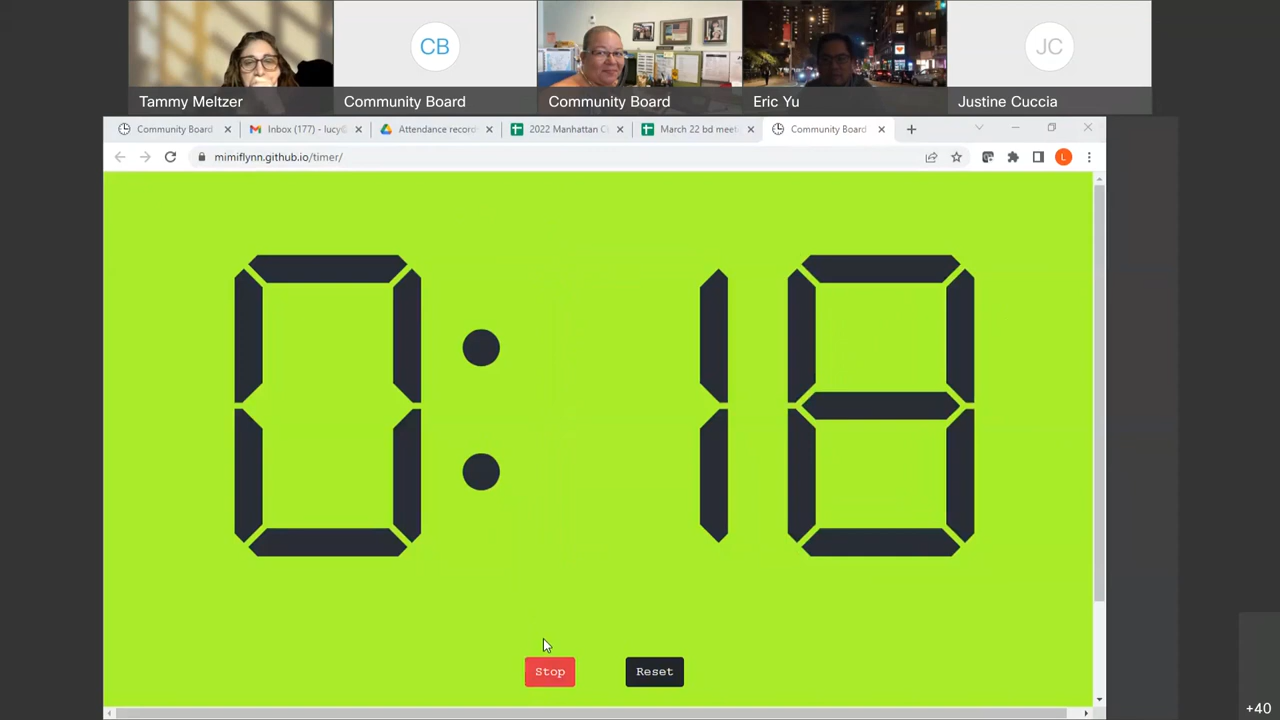 CB
JC
Tammy Meltzer
Community Board
Community Board
Eric Yu
Justine Cuccia
Community Board
Inbox (177) - lucy@
Attendance record
2022 Manhattan C
March 22 bd meet
Community Board
mimiflynn.github.io/timer/
L
0:18
Stop
Reset
+40